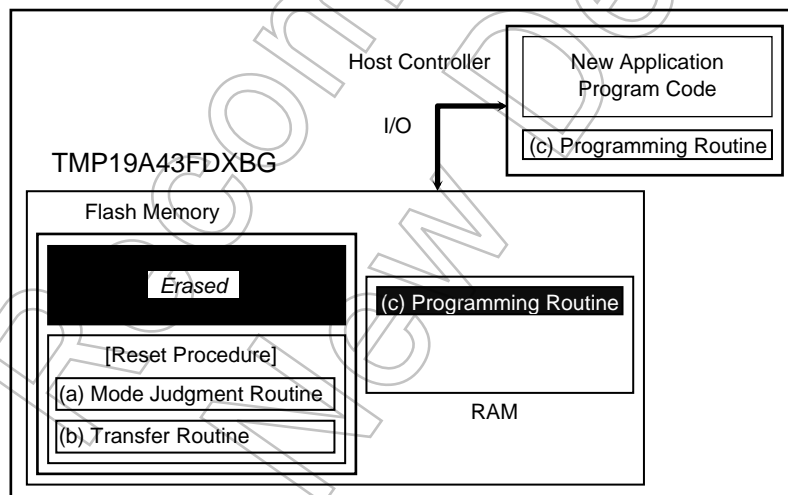 Host Controller
New Application
Program Code
I/O
(c) Programming Routine
TMP19A43FDXBG
Flash Memory
Erased
(c) Programming Routine
[Reset Procedure]
(a) Mode Judgment Routine
(b) Transfer Routine
RAM